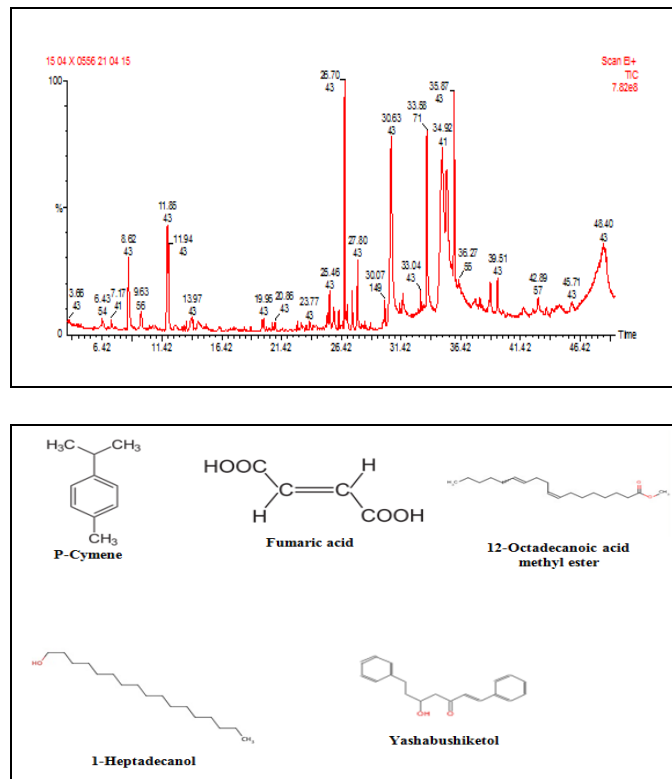 15 04 X 0556 21 04 15
Scan EI+
TIC
7.82e8
100
%
0
3.66
43
6.43
54
7.17
41
8.62
43
9.63
56
11.85
43
11.94
43
13.97
43
19.95
43
20.86
43
23.77
43
25.46
43
26.70
43
27.80
43
30.07
149
30.63
43
33.04
43
33.58
71
34.92
41
35.87
43
36.27
55
39.51
43
42.89
57
45.71
43
48.40
43
6.42 11.42 16.42 21.42 26.42 31.42 36.42 41.42 46.42 Time
H₃C CH₃
CH₃
P-Cymene
HOOC H
C=C
H COOH
Fumaric acid
H₃C O O CH₃
12-Octadecanoic acid
methyl ester
HO
CH₃
1-Heptadecanol
OH O
Yashabushiketol